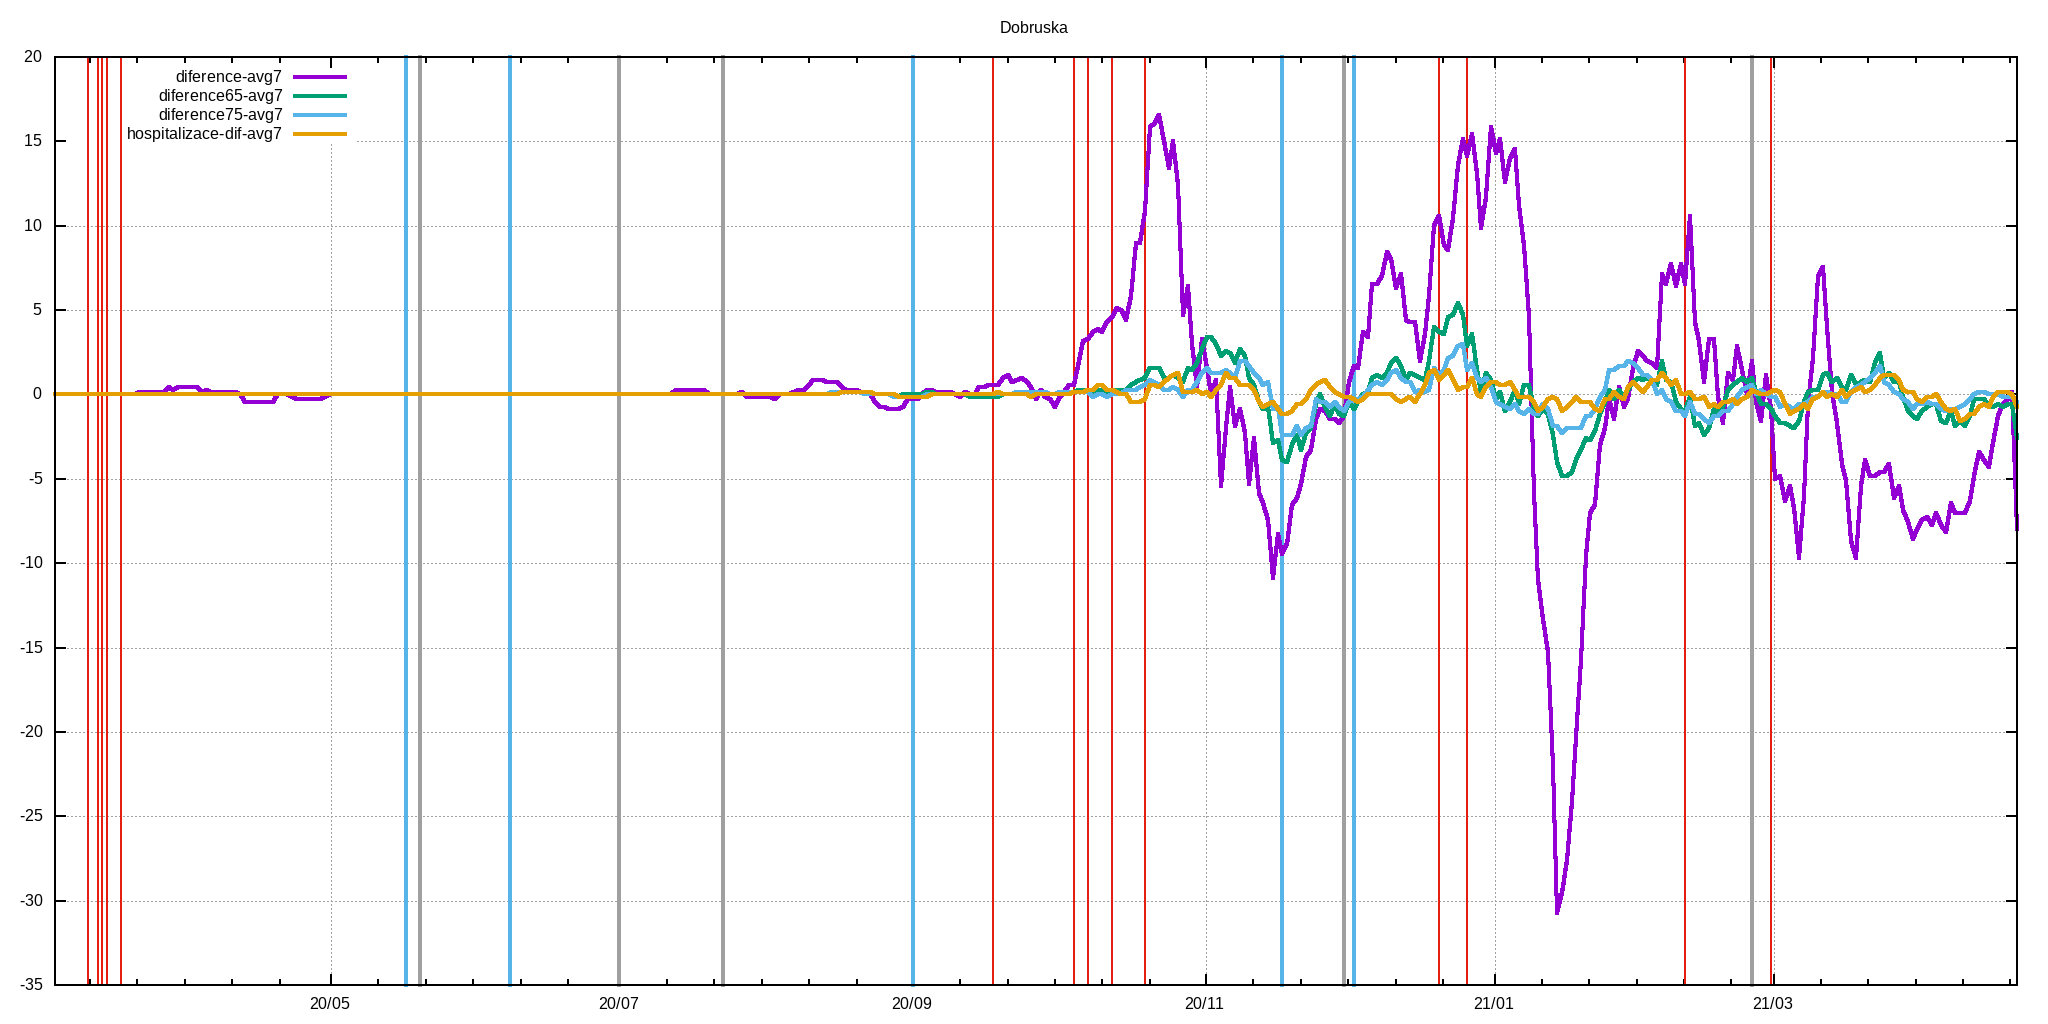 Dobruska
diference-avg7
diference65-avg7
diference75-avg7
hospitalizace-dif-avg7
20
15
10
5
0
-5
-10
-15
-20
-25
-30
-35
20/05 20/07 20/09 20/11 21/01 21/03